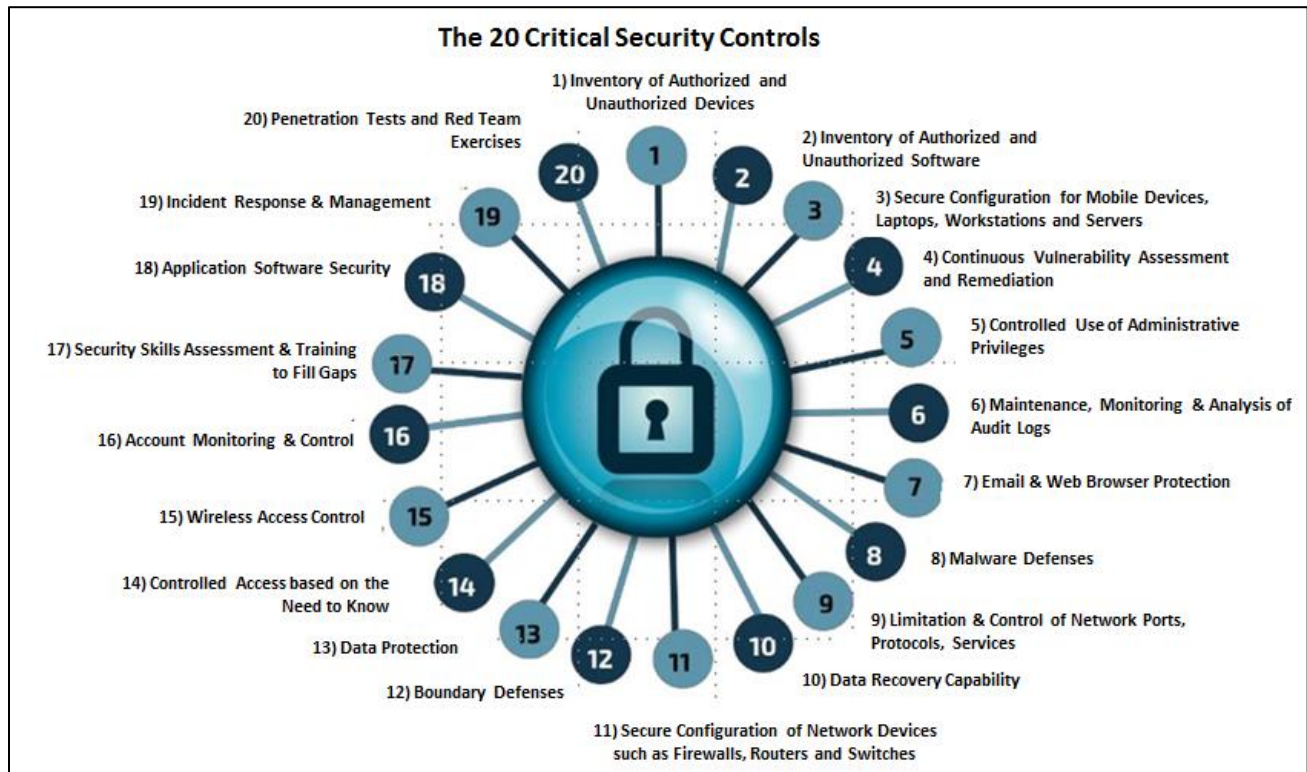 The 20 Critical Security Controls
1) Inventory of Authorized and
Unauthorized Devices
2) Inventory of Authorized and
Unauthorized Software
3) Secure Configuration for Mobile Devices,
Laptops, Workstations and Servers
4) Continuous Vulnerability Assessment
and Remediation
5) Controlled Use of Administrative
Privileges
6) Maintenance, Monitoring & Analysis of
Audit Logs
7) Email & Web Browser Protection
8) Malware Defenses
9) Limitation & Control of Network Ports,
Protocols, Services
10) Data Recovery Capability
11) Secure Configuration of Network Devices
such as Firewalls, Routers and Switches
12) Boundary Defenses
13) Data Protection
14) Controlled Access based on the
Need to Know
15) Wireless Access Control
16) Account Monitoring & Control
17) Security Skills Assessment & Training
to Fill Gaps
18) Application Software Security
19) Incident Response & Management
20) Penetration Tests and Red Team
Exercises
1
2
3
4
5
6
7
8
9
10
11
12
13
14
15
16
17
18
19
20